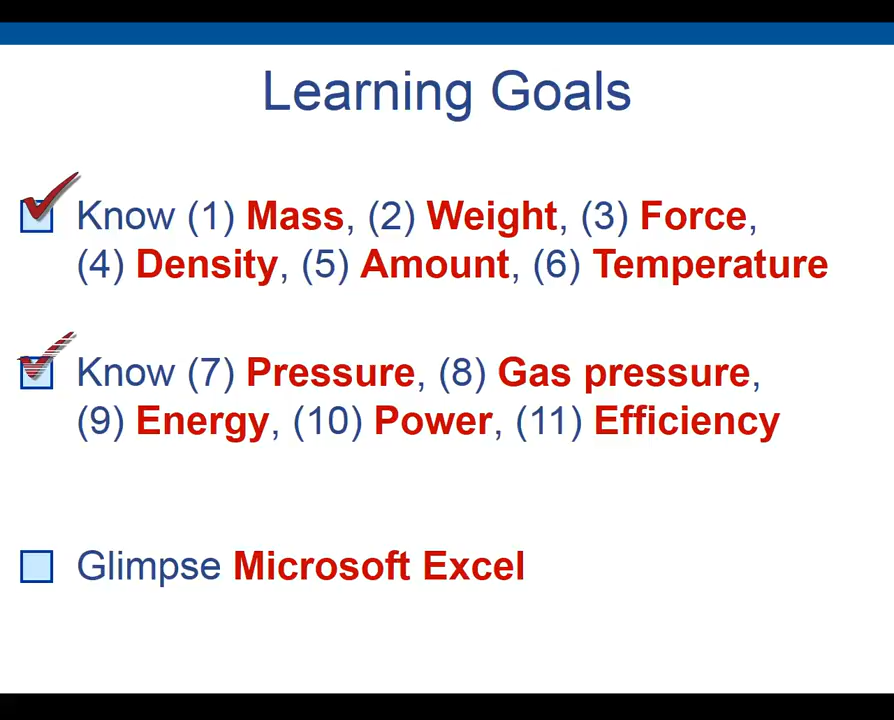 Learning Goals
Know (1) Mass, (2) Weight, (3) Force,
(4) Density, (5) Amount, (6) Temperature
Know (7) Pressure, (8) Gas pressure,
(9) Energy, (10) Power, (11) Efficiency
Glimpse Microsoft Excel